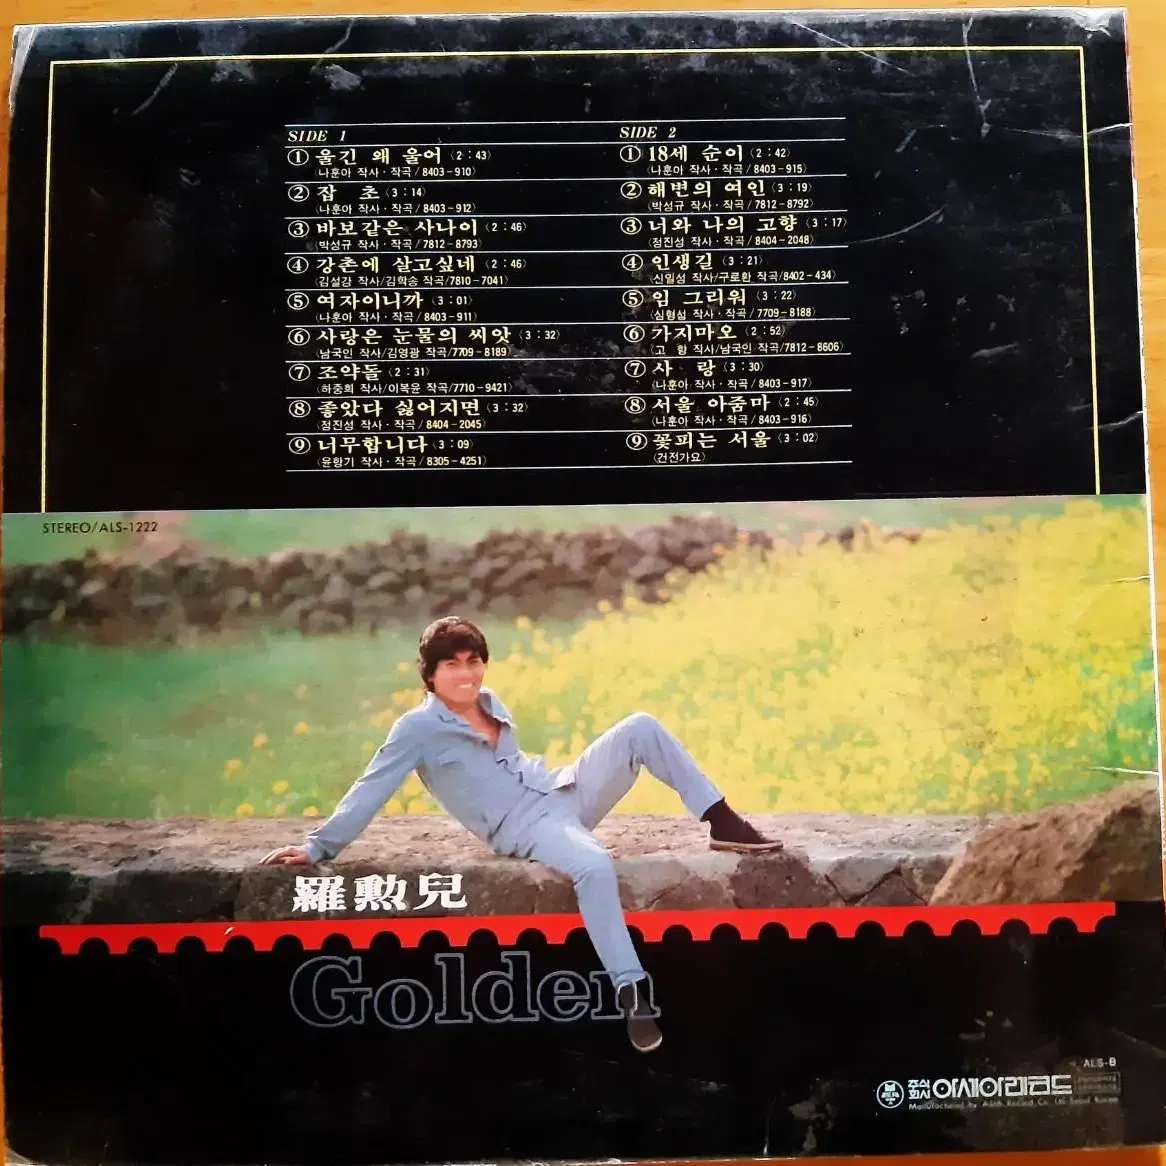 SIDE 1
① 울긴 왜 울어 (2:43)
(나훈아 작사·작곡/8403-910)
② 잡 초 (3:14)
(나훈아 작사·작곡/8403-912)
③ 바보같은 사나이 (2:46)
(박성규 작사·작곡/7812-8793)
④ 강촌에 살고싶네 (2:46)
(김설강 작사/김학송 작곡/7810-7041)
⑤ 여자이니까 (3:01)
(나훈아 작사·작곡/8403-911)
⑥ 사랑은 눈물의 씨앗 (3:32)
(남국인 작사/김영광 작곡/7709-8189)
⑦ 조약돌 (2:31)
(하중희 작사/이복윤 작곡/7710-9421)
⑧ 좋았다 싫어지면 (3:32)
(정진성 작사·작곡/8404-2045)
⑨ 너무합니다 (3:09)
(윤항기 작사·작곡/8305-4251)
SIDE 2
① 18세 순이 (2:42)
(나훈아 작사·작곡/8403-915)
② 해변의 여인 (3:19)
(박성규 작사·작곡/7812-8792)
③ 너와 나의 고향 (3:17)
(정진성 작사·작곡/8404-2048)
④ 인생길 (3:21)
(신일성 작사/구로환 작곡/8402-434)
⑤ 임 그리워 (3:22)
(심형섭 작사·작곡/7709-8188)
⑥ 가지마오 (2:52)
(고 향 작사/남국인 작곡/7812-8606)
⑦ 사 랑 (3:30)
(나훈아 작사·작곡/8403-917)
⑧ 서울 아줌마 (2:45)
(나훈아 작사·작곡/8403-916)
⑨ 꽃피는 서울 (3:02)
(건전가요)
STEREO/ALS-1222
羅勲兒
Golden
ALS-B
주식회사 아세아레코드
Manufactured by Asia Record Co. Ltd Seoul Korea